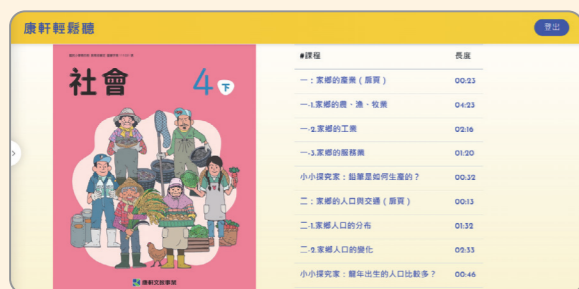 康軒輕鬆聽
登出
社會
4下
康軒文教事業
#課程 長度
一：家鄉的產業（扉頁） 00:23
一-1.家鄉的農、漁、牧業 04:23
一-2.家鄉的工業 02:16
一-3.家鄉的服務業 01:20
小小探究家：鉛筆是如何生產的？ 00:32
二：家鄉的人口與交通（扉頁） 00:13
二-1.家鄉人口的分布 01:32
二-2.家鄉人口的變化 02:33
小小探究家：龍年出生的人口比較多？ 00:46